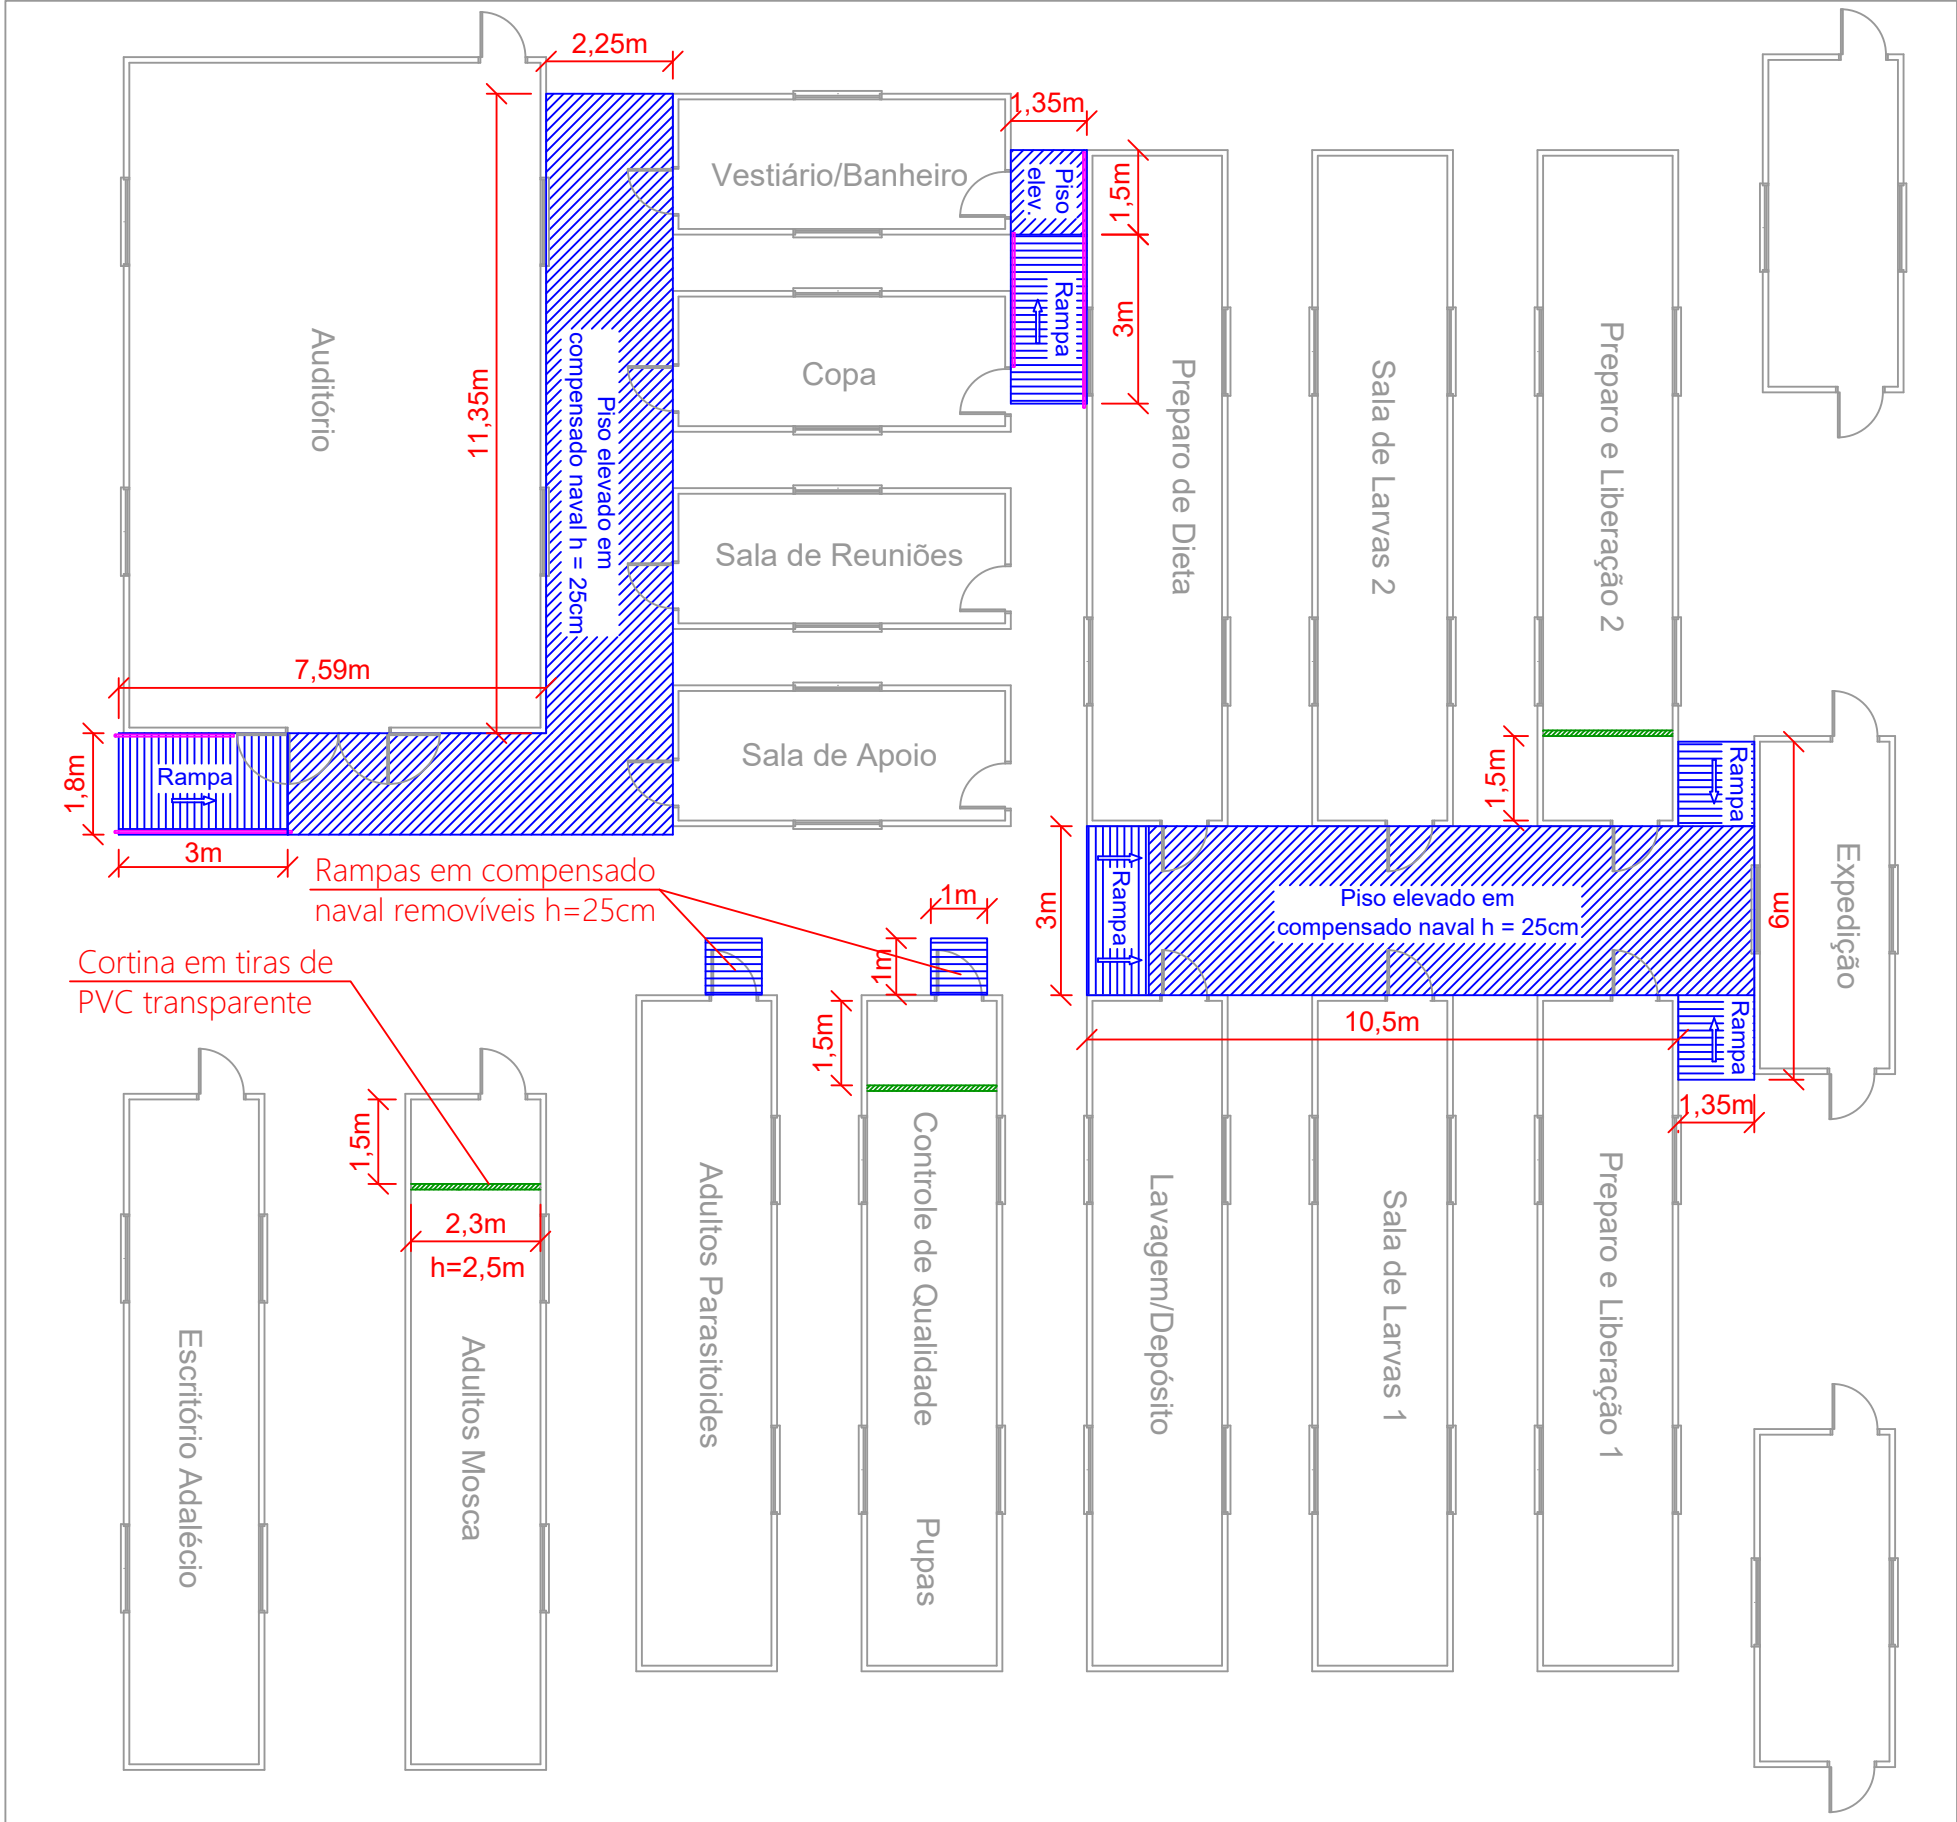 2,25m
1,35m
Vestiário/Banheiro
Piso
elev.
1,5m
Rampa
3m
Auditório
11,35m
Piso elevado em
compensado naval h = 25cm
Copa
Preparo de Dieta
Sala de Larvas 2
Preparo e Liberação 2
Sala de Reuniões
7,59m
Sala de Apoio
1,8m
Rampa
3m
1,5m
Rampa
Expedição
6m
3m
Rampa
Piso elevado em
compensado naval h = 25cm
Rampas em compensado
naval removíveis h=25cm
1m
1m
Cortina em tiras de
PVC transparente
10,5m
Rampa
1,35m
1,5m
1,5m
2,3m
h=2,5m
Escritório Adalécio
Adultos Mosca
Adultos Parasitoides
Controle de Qualidade
Pupas
Lavagem/Depósito
Sala de Larvas 1
Preparo e Liberação 1